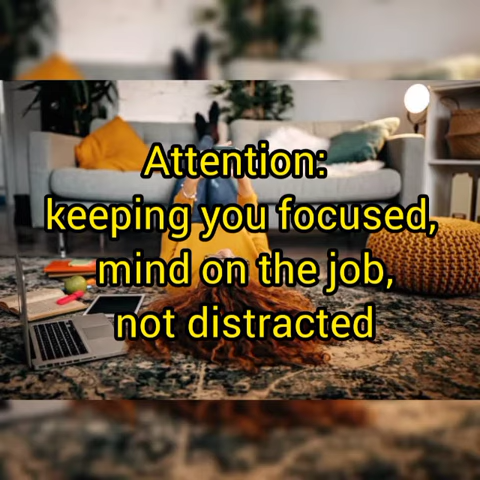 Attention:
keeping you focused,
mind on the job,
not distracted